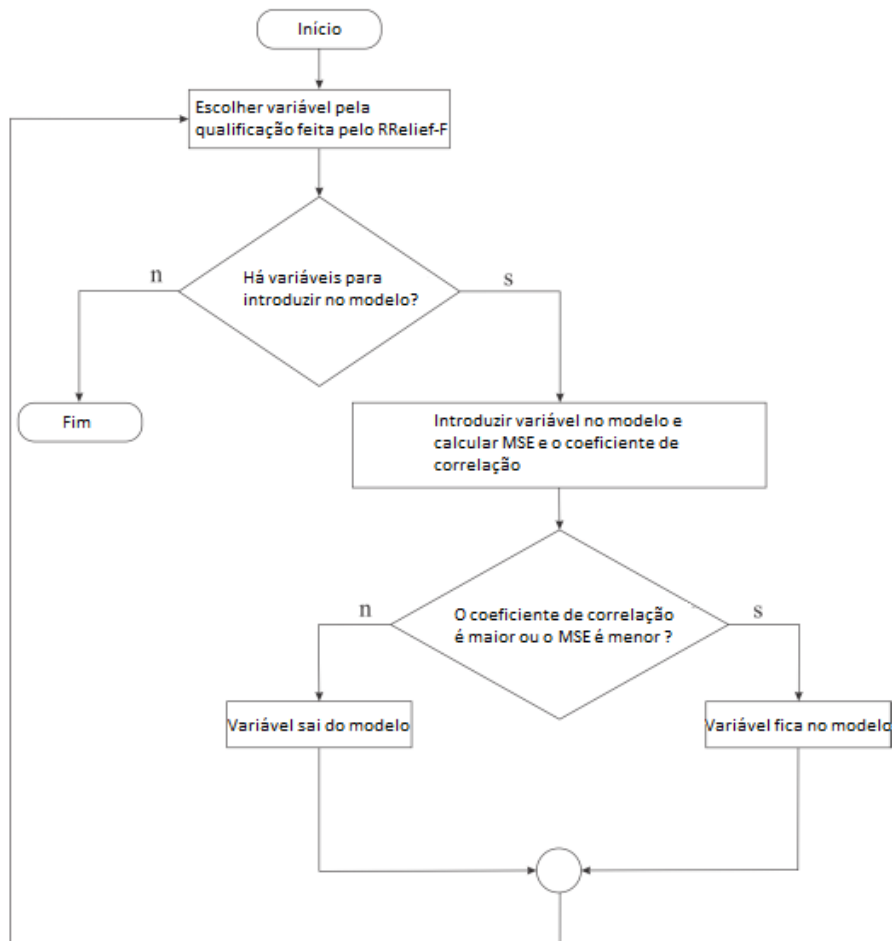 Início
Escolher variável pela
qualificação feita pelo RRelief-F
n
Há variáveis para
introduzir no modelo?
s
Fim
Introduzir variável no modelo e
calcular MSE e o coeficiente de
correlação
n
O coeficiente de correlação
é maior ou o MSE é menor ?
s
Variável sai do modelo
Variável fica no modelo